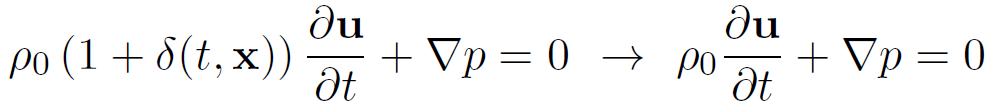 ρ₀ (1 + δ(t, 𝐱)) ∂𝐮/∂t + ∇p = 0 → ρ₀ ∂𝐮/∂t + ∇p = 0